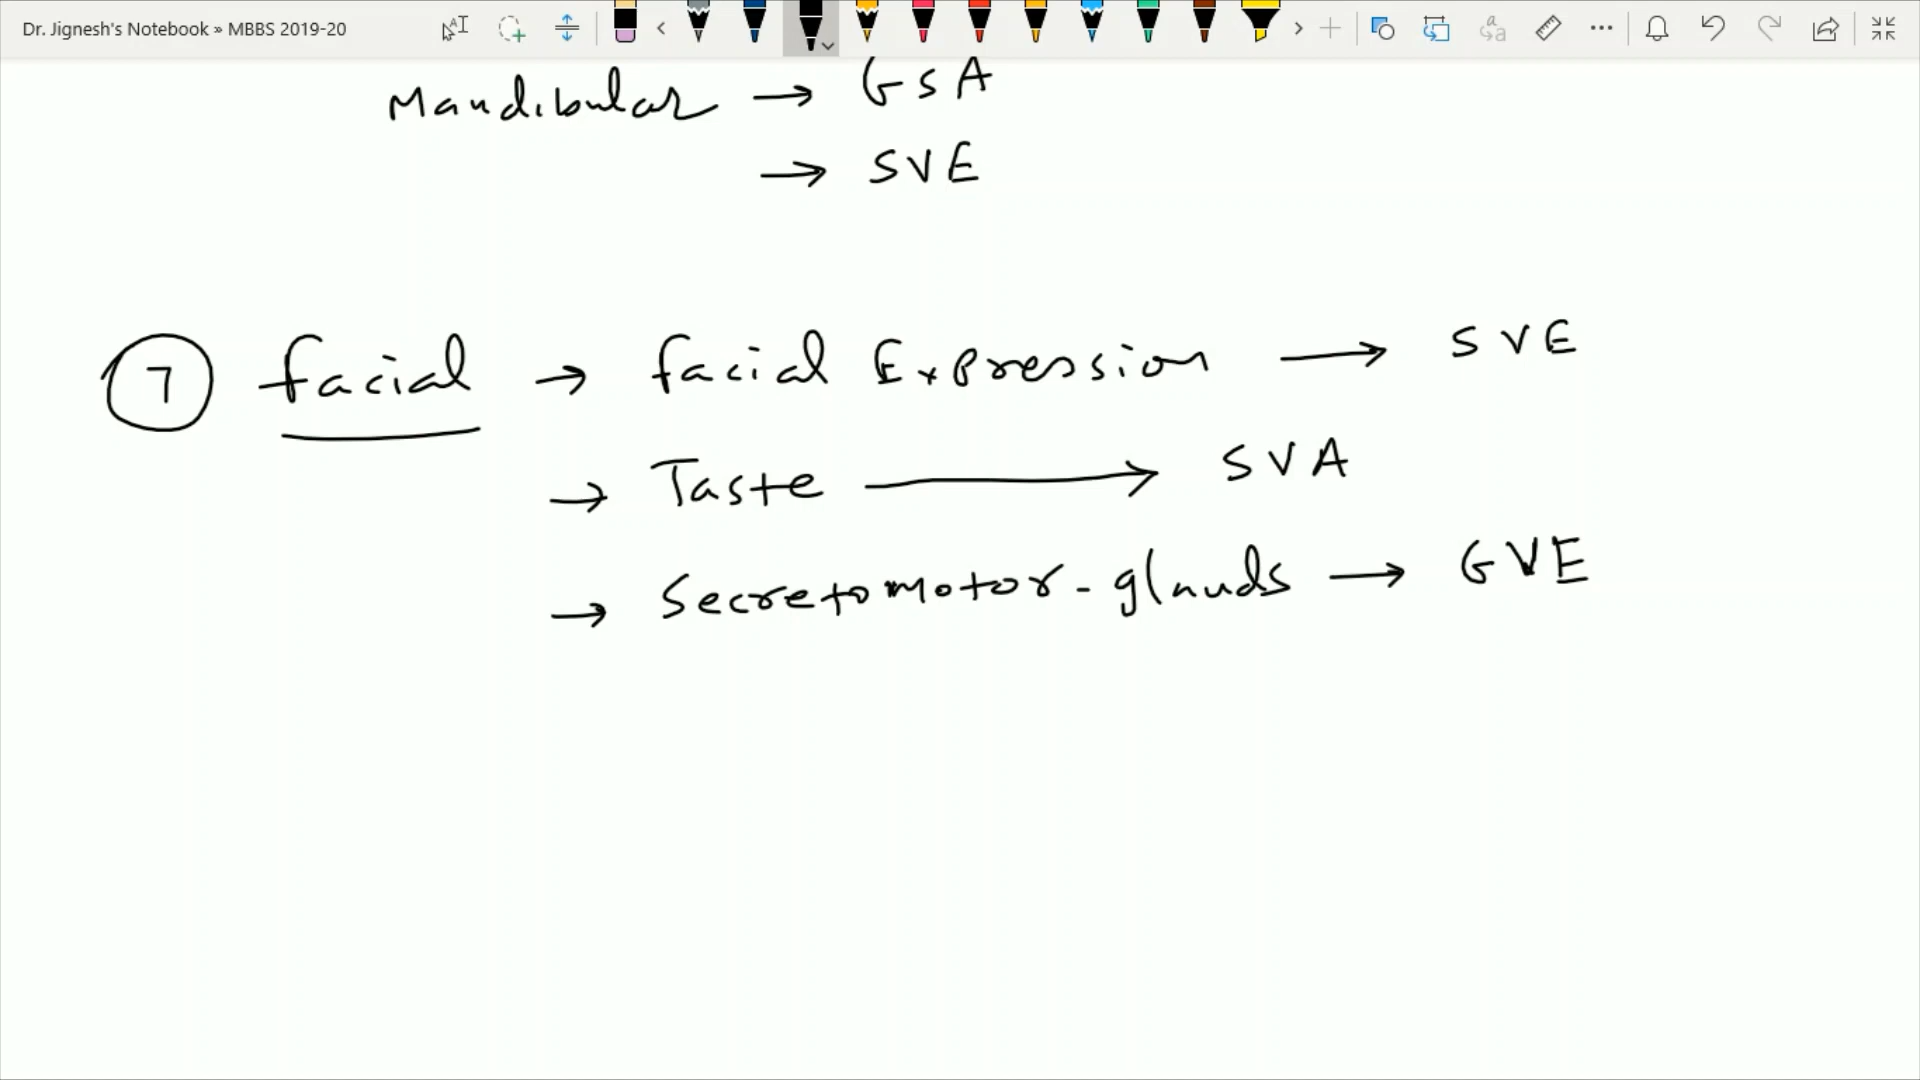 Dr. Jignesh's Notebook » MBBS 2019-20
Mandibular → GSA
→ SVE
7 facial → facial Expression → SVE
→ Taste → SVA
→ Secretomotor - glands → GVE